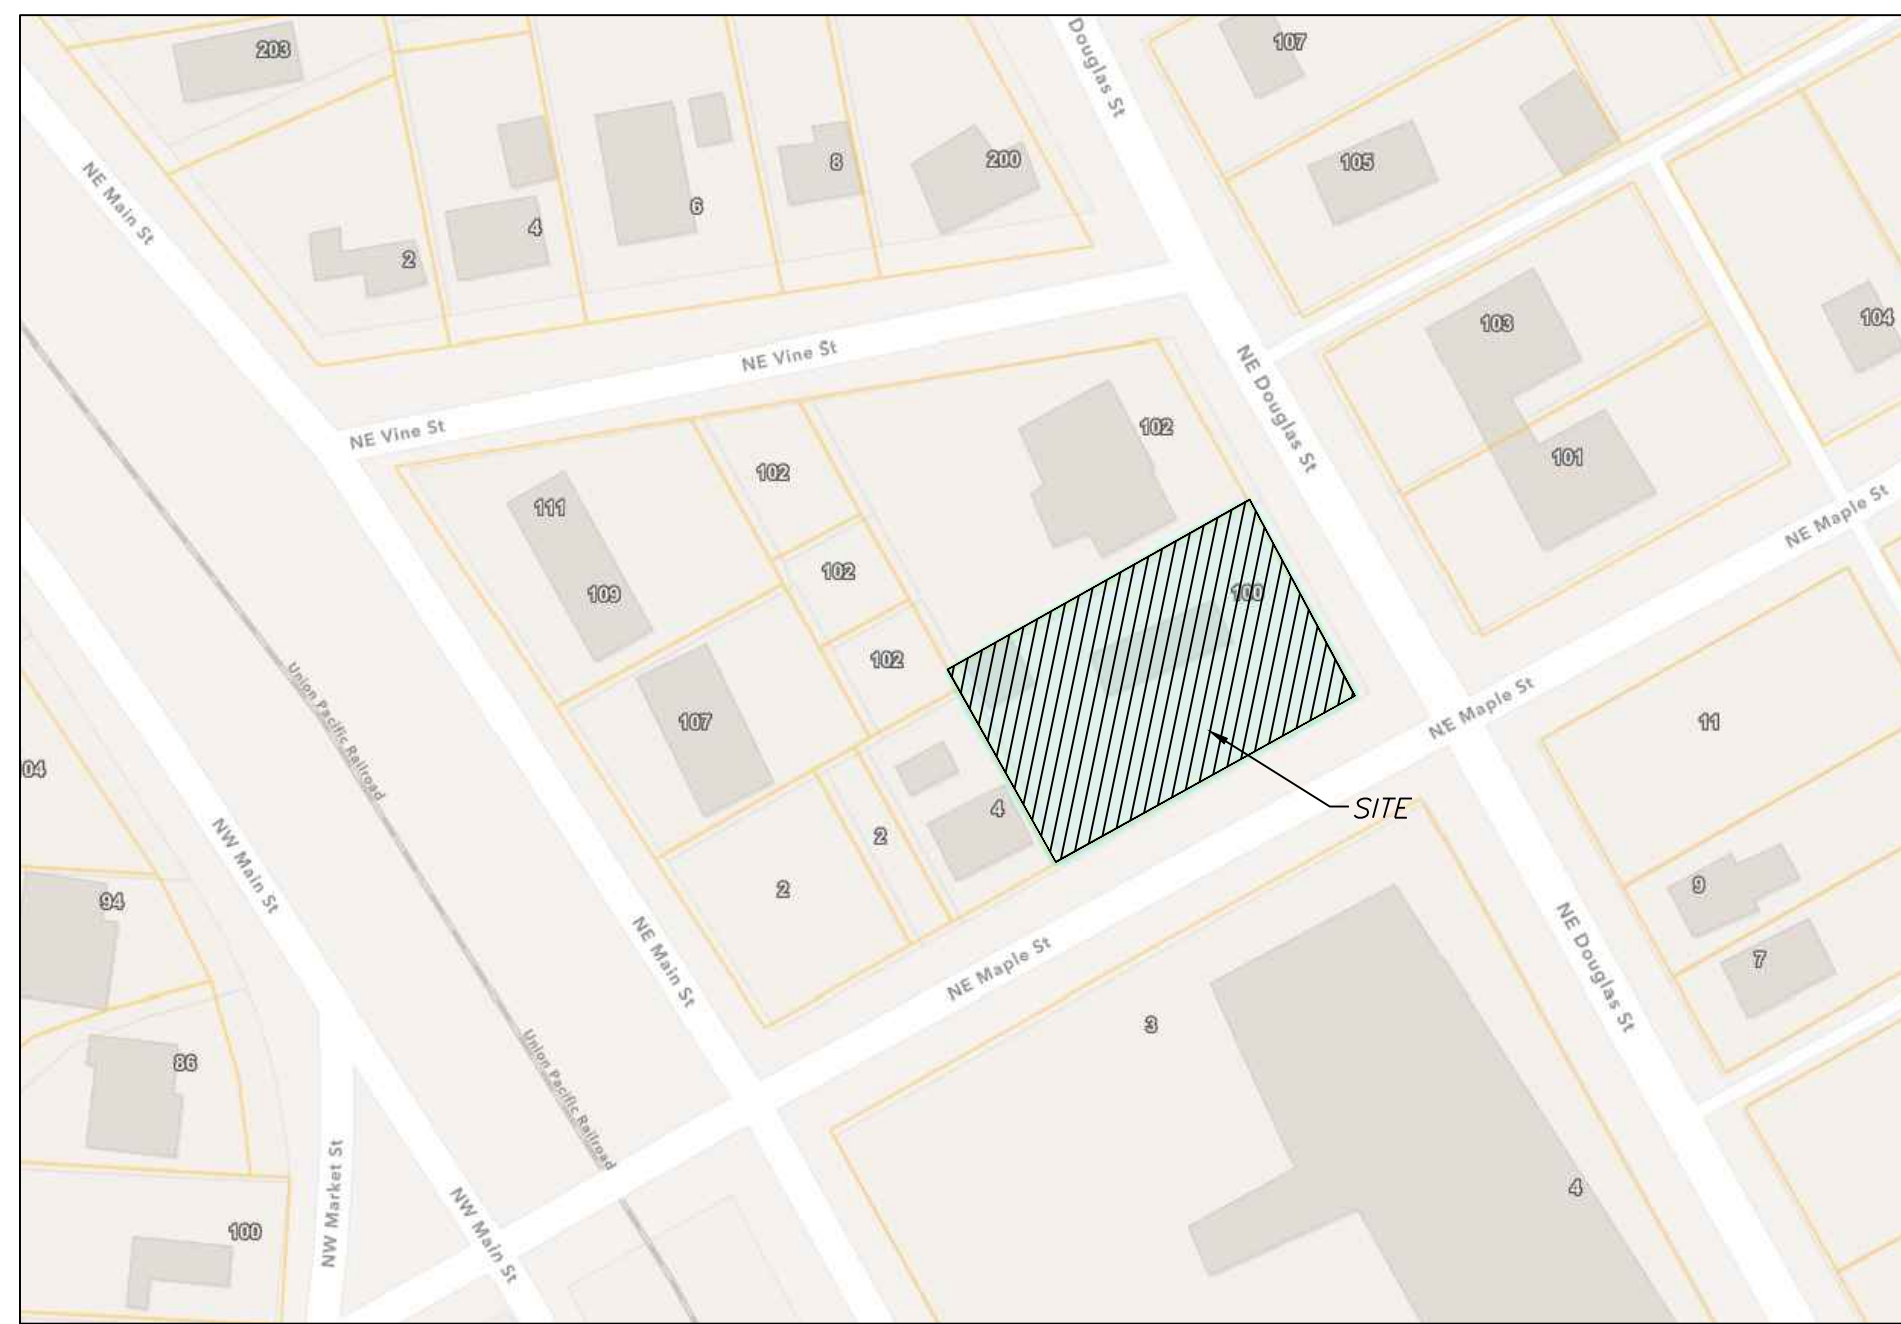 203
107
Douglas St
105
8
200
6
4
2
NE Main St
NE Vine St
NE Vine St
NE Douglas St
103
104
102
102
101
111
109
102
100
NE Maple St
102
107
Union Pacific Railroad
NE Maple St
11
04
SITE
4
2
2
NW Main St
94
9
7
NE Main St
NE Maple St
NE Douglas St
3
86
Union Pacific Railroad
NW Market St
NW Main St
100
4